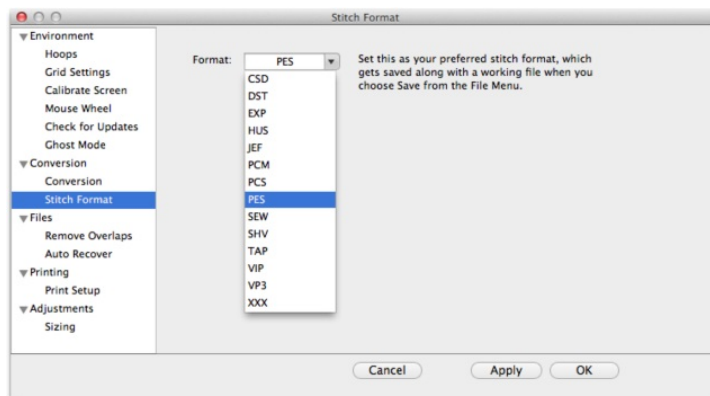 Stitch Format
Environment
Hoops
Grid Settings
Calibrate Screen
Mouse Wheel
Check for Updates
Ghost Mode
Conversion
Conversion
Stitch Format
Files
Remove Overlaps
Auto Recover
Printing
Print Setup
Adjustments
Sizing
Format:
PES
CSD
DST
EXP
HUS
JEF
PCM
PCS
PES
SEW
SHV
TAP
VIP
VP3
XXX
Set this as your preferred stitch format, which
gets saved along with a working file when you
choose Save from the File Menu.
Cancel
Apply
OK